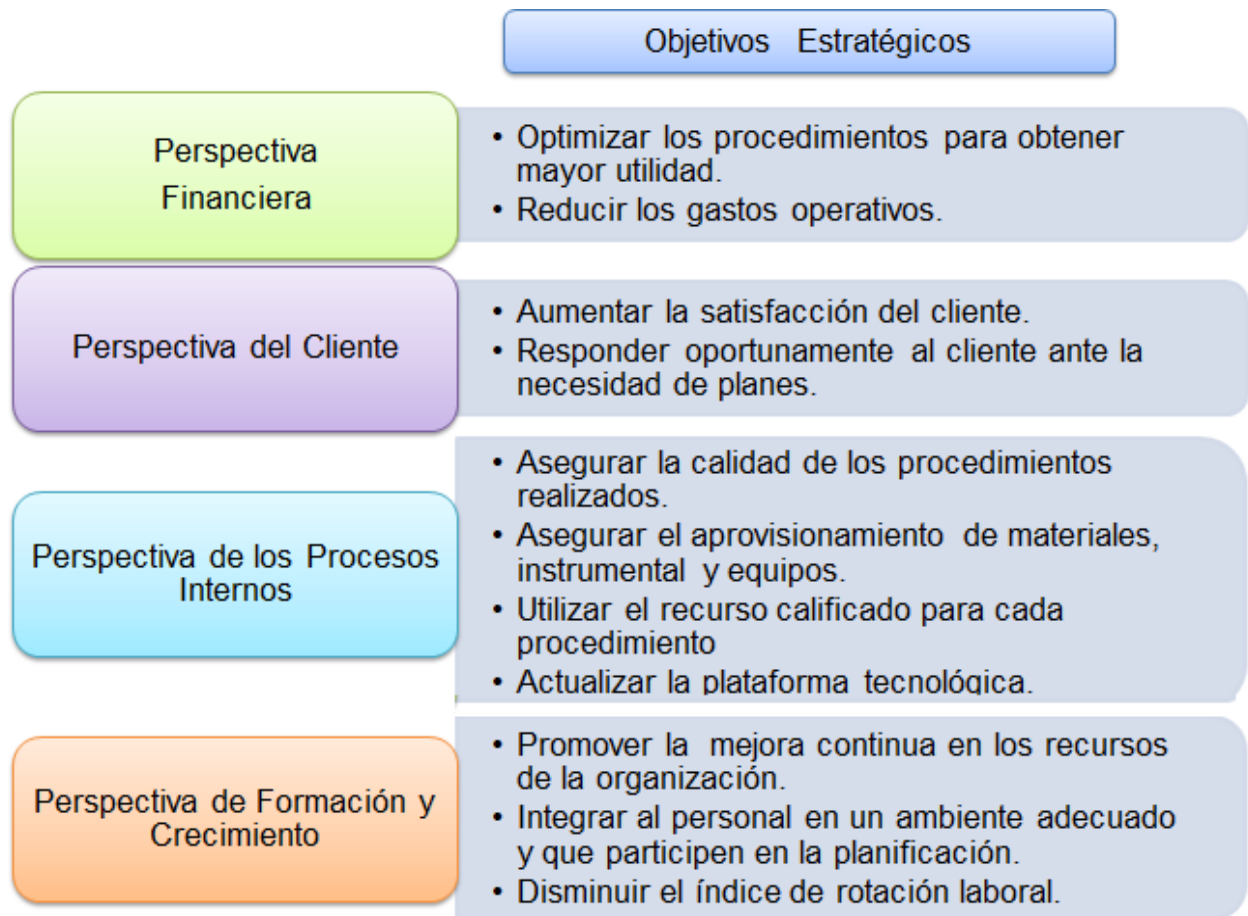 Objetivos Estratégicos
Perspectiva
Financiera
• Optimizar los procedimientos para obtener
mayor utilidad.
• Reducir los gastos operativos.
Perspectiva del Cliente
• Aumentar la satisfacción del cliente.
• Responder oportunamente al cliente ante la
necesidad de planes.
Perspectiva de los Procesos
Internos
• Asegurar la calidad de los procedimientos
realizados.
• Asegurar el aprovisionamiento de materiales,
instrumental y equipos.
• Utilizar el recurso calificado para cada
procedimiento
• Actualizar la plataforma tecnológica.
Perspectiva de Formación y
Crecimiento
• Promover la mejora continua en los recursos
de la organización.
• Integrar al personal en un ambiente adecuado
y que participen en la planificación.
• Disminuir el índice de rotación laboral.